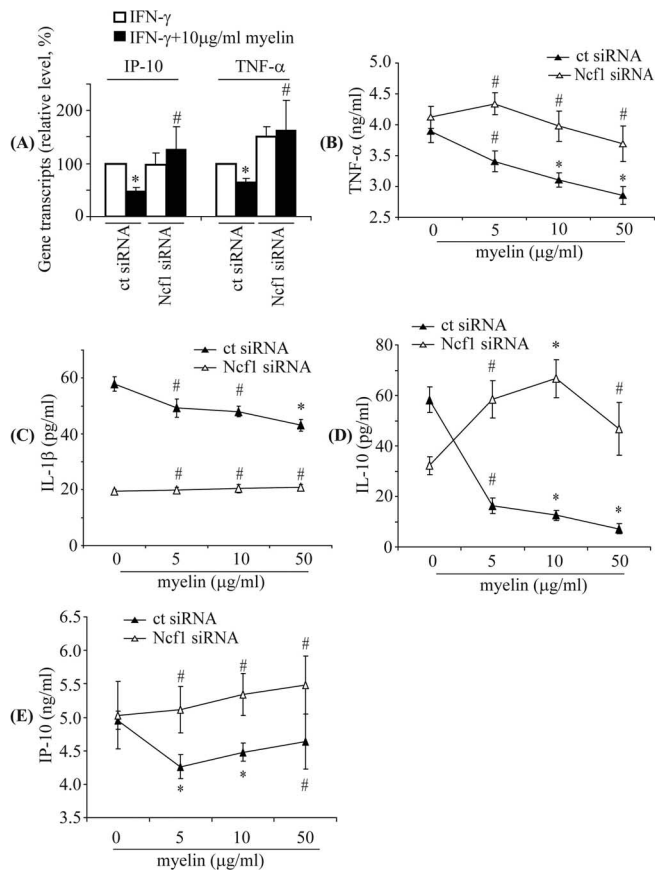 IFN-γ
IFN-γ+10μg/ml myelin
IP-10 TNF-α
Gene transcripts (relative level, %)
150
100
50
0
* # * #
ct siRNA
Ncf1 siRNA
ct siRNA
Ncf1 siRNA
(A)
ct siRNA
Ncf1 siRNA
(B)
TNF-α (ng/ml)
5.0
4.5
4.0
3.5
3.0
2.5
# # #
# * *
0 5 10 50
myelin (μg/ml)
ct siRNA
Ncf1 siRNA
(C)
IL-1β (pg/ml)
60
40
20
0
# # *
# # #
0 5 10 50
myelin (μg/ml)
ct siRNA
Ncf1 siRNA
(D)
IL-10 (pg/ml)
80
60
40
20
0
# * #
# * *
0 5 10 50
myelin (μg/ml)
ct siRNA
Ncf1 siRNA
(E)
IP-10 (ng/ml)
6.5
5.5
5.0
4.5
3.5
# # #
* * #
0 5 10 50
myelin (μg/ml)